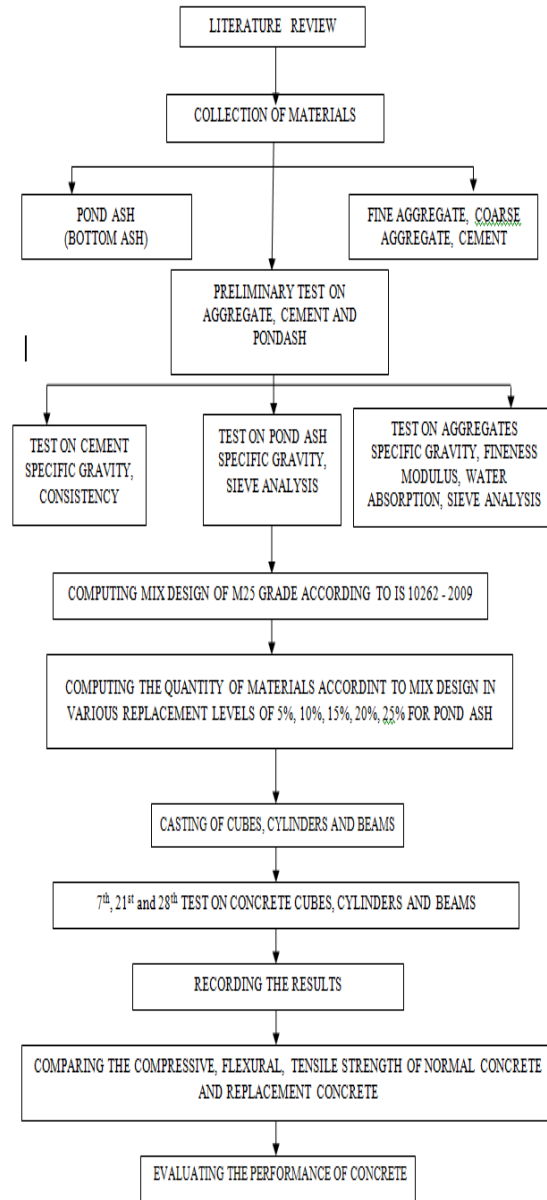 LITERATURE REVIEW
COLLECTION OF MATERIALS
POND ASH
(BOTTOM ASH)
FINE AGGREGATE, COARSE
AGGREGATE, CEMENT
PRELIMINARY TEST ON
AGGREGATE, CEMENT AND
PONDASH
TEST ON CEMENT
SPECIFIC GRAVITY,
CONSISTENCY
TEST ON POND ASH
SPECIFIC GRAVITY,
SIEVE ANALYSIS
TEST ON AGGREGATES
SPECIFIC GRAVITY, FINENESS
MODULUS, WATER
ABSORPTION, SIEVE ANALYSIS
COMPUTING MIX DESIGN OF M25 GRADE ACCORDING TO IS 10262 - 2009
COMPUTING THE QUANTITY OF MATERIALS ACCORDINT TO MIX DESIGN IN
VARIOUS REPLACEMENT LEVELS OF 5%, 10%, 15%, 20%, 25% FOR POND ASH
CASTING OF CUBES, CYLINDERS AND BEAMS
7th, 21st and 28th TEST ON CONCRETE CUBES, CYLINDERS AND BEAMS
RECORDING THE RESULTS
COMPARING THE COMPRESSIVE, FLEXURAL, TENSILE STRENGTH OF NORMAL CONCRETE
AND REPLACEMENT CONCRETE
EVALUATING THE PERFORMANCE OF CONCRETE